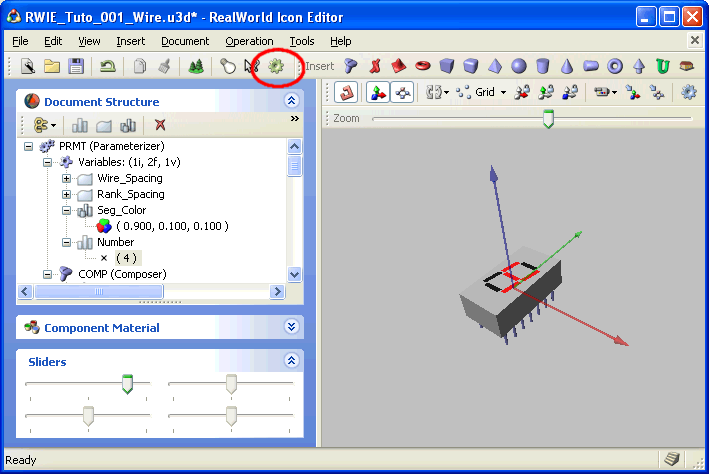 RWIE_Tuto_001_Wire.u3d* - RealWorld Icon Editor
File Edit View Insert Document Operation Tools Help
Insert
Document Structure
Grid
»
Zoom
PRMT (Parameterizer)
Variables: (1i, 2f, 1v)
Wire_Spacing
Rank_Spacing
Seg_Color
( 0.900, 0.100, 0.100 )
Number
( 4 )
COMP (Composer)
Component Material
Sliders
Ready